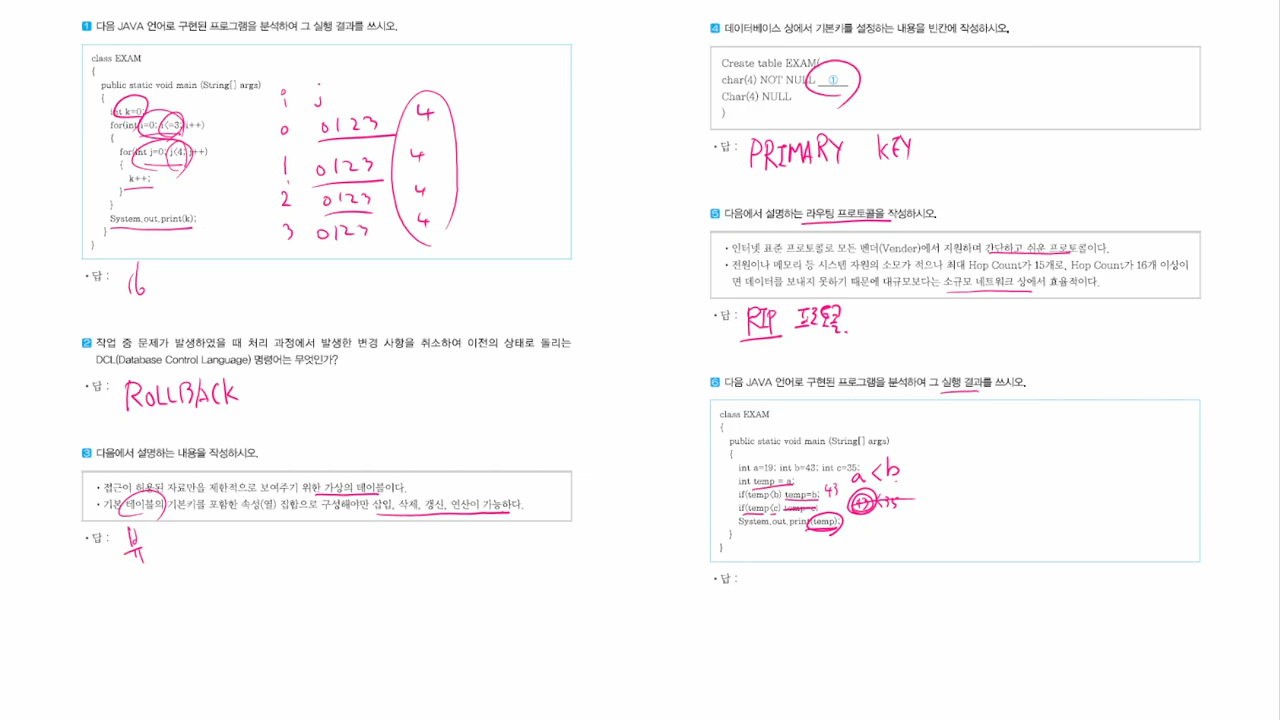 1 다음 JAVA 언어로 구현된 프로그램을 분석하여 그 실행 결과를 쓰시오.
class EXAM
{
public static void main (String[] args)
{
int k=0;
for(int i=0; i<=3; i++)
{
for(int j=0; j<4; j++)
{
k++;
}
}
System.out.print(k);
}
}
i j
0 0123 4
1 0123 4
2 0123 4
3 0123 4
• 답 : 16
2 작업 중 문제가 발생하였을 때 처리 과정에서 발생한 변경 사항을 취소하여 이전의 상태로 돌리는
DCL(Database Control Language) 명령어는 무엇인가?
• 답 : ROLLBACK
3 다음에서 설명하는 내용을 작성하시오.
• 접근이 허용된 자료만을 제한적으로 보여주기 위한 가상의 테이블이다.
• 기본 테이블의 기본키를 포함한 속성(열) 집합으로 구성해야만 삽입, 삭제, 갱신, 연산이 가능하다.
• 답 : 뷰
4 데이터베이스 상에서 기본키를 설정하는 내용을 빈칸에 작성하시오.
Create table EXAM(
char(4) NOT NULL ①
Char(4) NULL
)
• 답 : PRIMARY KEY
5 다음에서 설명하는 라우팅 프로토콜을 작성하시오.
• 인터넷 표준 프로토콜로 모든 벤더(Vender)에서 지원하며 간단하고 쉬운 프로토콜이다.
• 전원이나 메모리 등 시스템 자원의 소모가 적으나 최대 Hop Count가 15개로, Hop Count가 16개 이상이
면 데이터를 보내지 못하기 때문에 대규모보다는 소규모 네트워크 상에서 효율적이다.
• 답 : RIP 프로토콜.
6 다음 JAVA 언어로 구현된 프로그램을 분석하여 그 실행 결과를 쓰시오.
class EXAM
{
public static void main (String[] args)
{
int a=19; int b=43; int c=35;
int temp = a; a < b
if(temp<b) temp=b; 43
if(temp<c) temp=c; 43 < 35
System.out.print(temp);
}
}
• 답 :